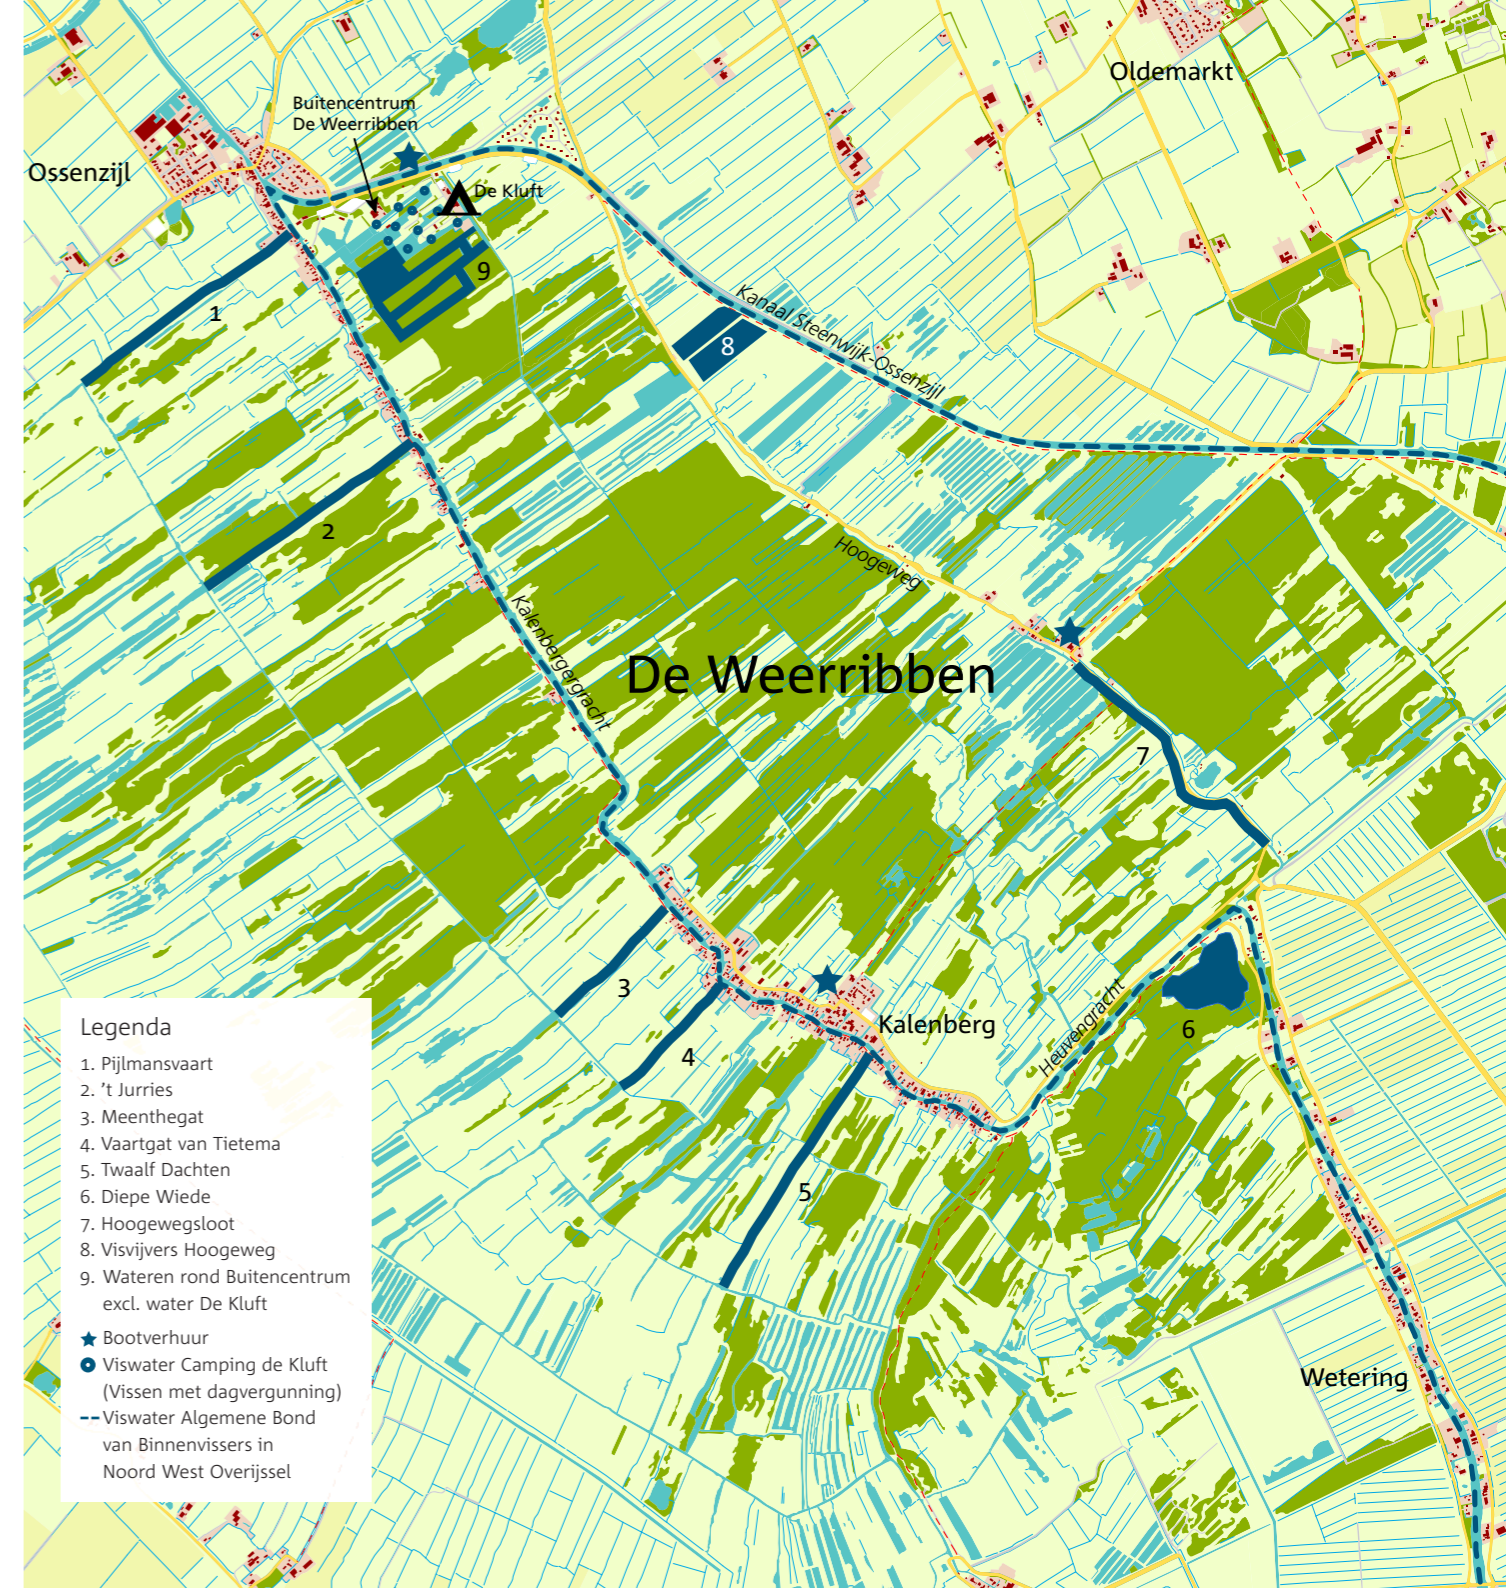 Oldemarkt
Buitencentrum
De Weerribben
Ossenzijl
De Kluft
9
1
Kanaal Steenwijk-Ossenzijl
8
2
Hoogeweg
Kalenbergergracht
De Weerribben
7
3
Kalenberg
Heuvengracht
6
4
5
Wetering
Legenda
1. Pijlmansvaart
2. ’t Jurries
3. Meenthegat
4. Vaartgat van Tietema
5. Twaalf Dachten
6. Diepe Wiede
7. Hoogewegsloot
8. Visvijvers Hoogeweg
9. Wateren rond Buitencentrum
excl. water De Kluft
Bootverhuur
Viswater Camping de Kluft
(Vissen met dagvergunning)
Viswater Algemene Bond
van Binnenvissers in
Noord West Overijssel